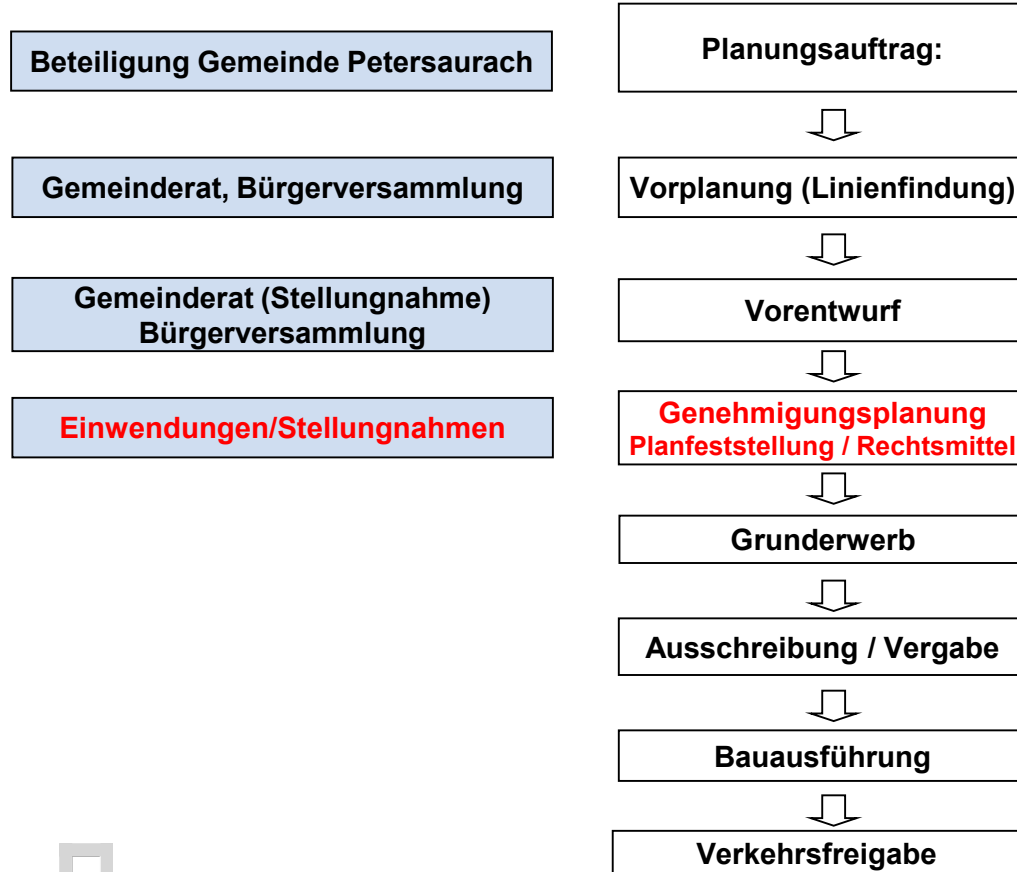 Beteiligung Gemeinde Petersaurach
Planungsauftrag:
Gemeinderat, Bürgerversammlung
Vorplanung (Linienfindung)
Gemeinderat (Stellungnahme)
Bürgerversammlung
Vorentwurf
Einwendungen/Stellungnahmen
Genehmigungsplanung
Planfeststellung / Rechtsmittel
Grunderwerb
Ausschreibung / Vergabe
Bauausführung
Verkehrsfreigabe